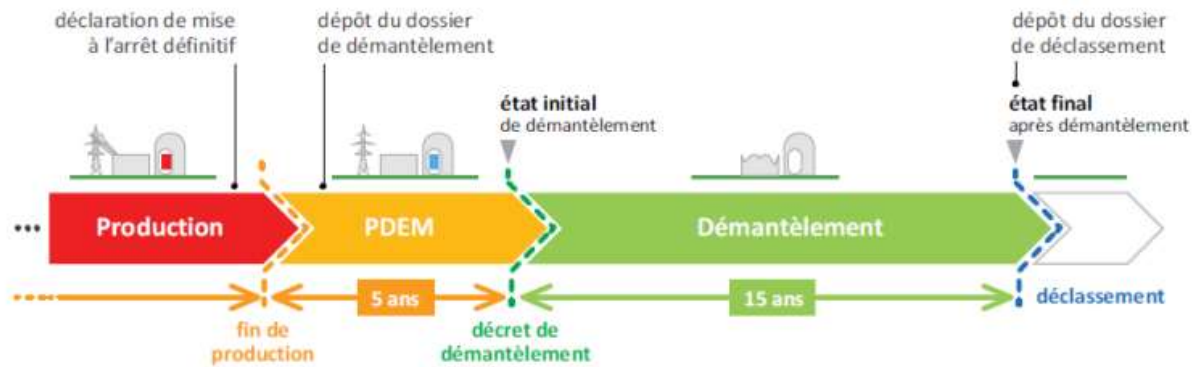 déclaration de mise
à l'arrêt définitif
dépôt du dossier
de démantèlement
dépôt du dossier
de déclassement
état initial
de démantèlement
état final
après démantèlement
Production
PDEM
Démantèlement
5 ans
15 ans
déclassement
fin de
production
décret de
démantèlement